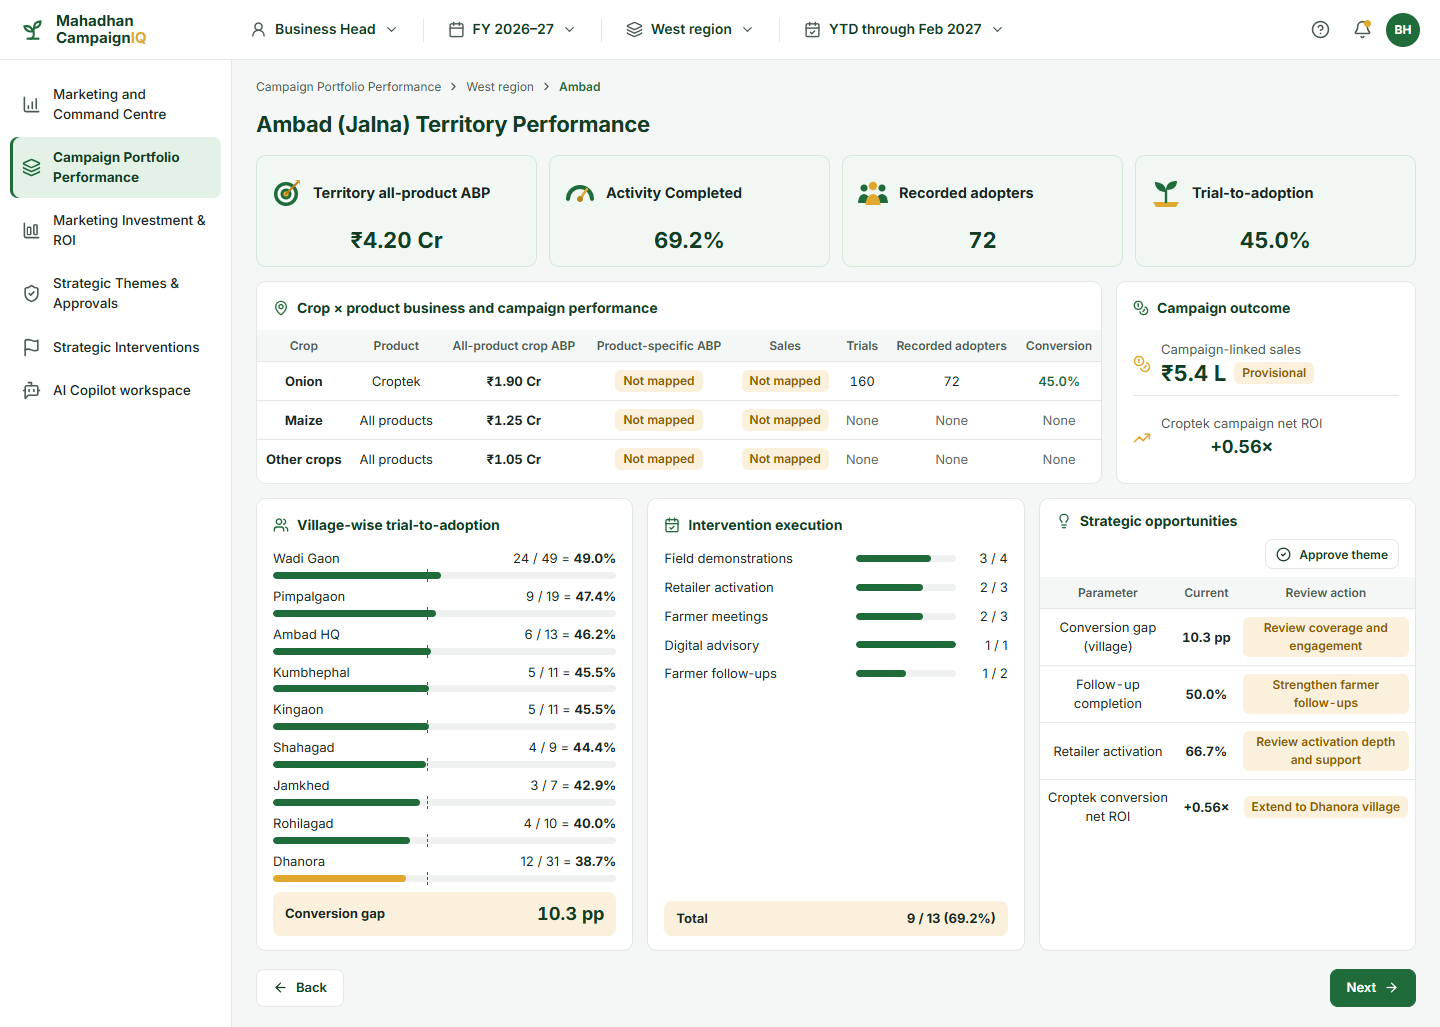 Mahadhan
CampaignIQ
Business Head
FY 2026–27
West region
YTD through Feb 2027
BH
Marketing and
Command Centre
Campaign Portfolio
Performance
Marketing Investment &
ROI
Strategic Themes &
Approvals
Strategic Interventions
AI Copilot workspace
Campaign Portfolio Performance > West region > Ambad
Ambad (Jalna) Territory Performance
Territory all-product ABP
₹4.20 Cr
Activity Completed
69.2%
Recorded adopters
72
Trial-to-adoption
45.0%
Crop × product business and campaign performance
Crop Product All-product crop ABP Product-specific ABP Sales Trials Recorded adopters Conversion
Onion Croptek ₹1.90 Cr Not mapped Not mapped 160 72 45.0%
Maize All products ₹1.25 Cr Not mapped Not mapped None None None
Other crops All products ₹1.05 Cr Not mapped Not mapped None None None
Campaign outcome
Campaign-linked sales
₹5.4 L Provisional
Croptek campaign net ROI
+0.56×
Village-wise trial-to-adoption
Wadi Gaon 24 / 49 = 49.0%
Pimpalgaon 9 / 19 = 47.4%
Ambad HQ 6 / 13 = 46.2%
Kumbhephal 5 / 11 = 45.5%
Kingaon 5 / 11 = 45.5%
Shahagad 4 / 9 = 44.4%
Jamkhed 3 / 7 = 42.9%
Rohilagad 4 / 10 = 40.0%
Dhanora 12 / 31 = 38.7%
Conversion gap 10.3 pp
Intervention execution
Field demonstrations 3 / 4
Retailer activation 2 / 3
Farmer meetings 2 / 3
Digital advisory 1 / 1
Farmer follow-ups 1 / 2
Total 9 / 13 (69.2%)
Strategic opportunities
Approve theme
Parameter Current Review action
Conversion gap
(village)
10.3 pp
Review coverage and
engagement
Follow-up
completion
50.0%
Strengthen farmer
follow-ups
Retailer activation
66.7%
Review activation depth
and support
Croptek conversion
net ROI
+0.56×
Extend to Dhanora village
Back
Next